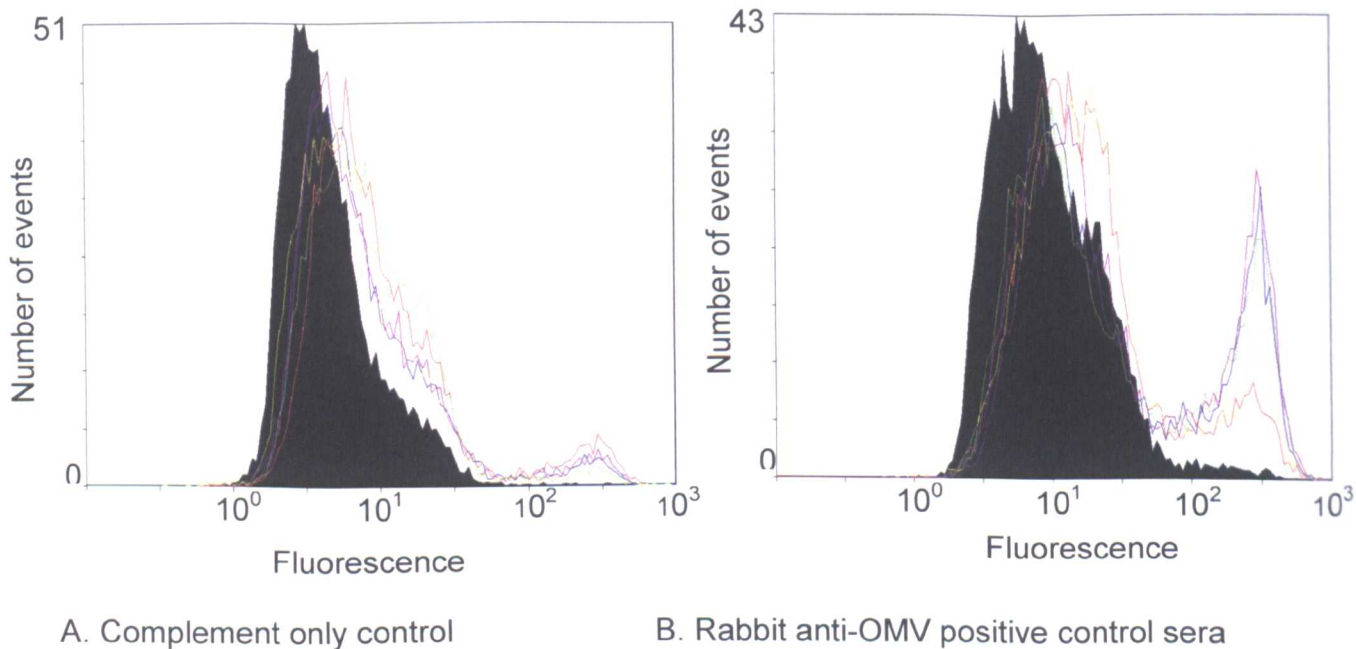 51
Number of events
0
10⁰ 10¹ 10² 10³
Fluorescence
A. Complement only control
43
Number of events
0
10⁰ 10¹ 10² 10³
Fluorescence
B. Rabbit anti-OMV positive control sera